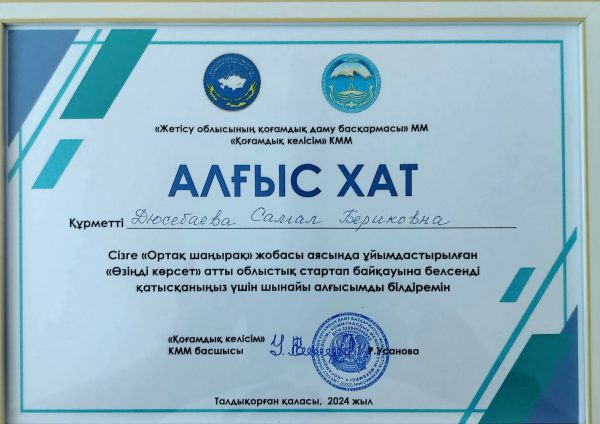 «Жетісу облысының қоғамдық даму басқармасы» ММ
«Қоғамдық келісім» КММ
АЛҒЫС ХАТ
Құрметті Дюсебаева Самал Бериковна
Сізге «Ортақ шаңырақ» жобасы аясында ұйымдастырылған
«Өзіңді көрсет» атты облыстық стартап байқауына белсенді
қатысқаныңыз үшін шынайы алғысымды білдіремін
«Қоғамдық келісім»
КММ басшысы Р.Усанова
Талдықорған қаласы, 2024 жыл